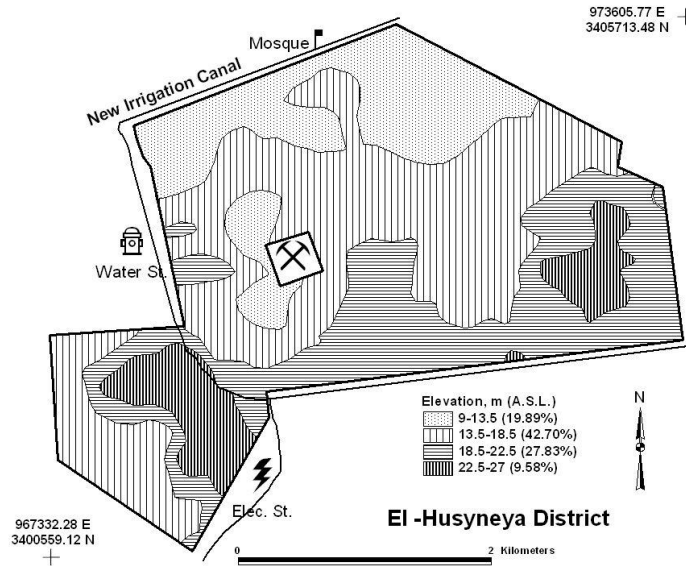 973605.77 E
3405713.48 N
Mosque
New Irrigation Canal
Water St.
Elevation, m (A.S.L.)
9-13.5 (19.89%)
13.5-18.5 (42.70%)
18.5-22.5 (27.83%)
22.5-27 (9.58%)
N
Elec. St.
El -Husyneya District
967332.28 E
3400559.12 N
0 2 Kilometers